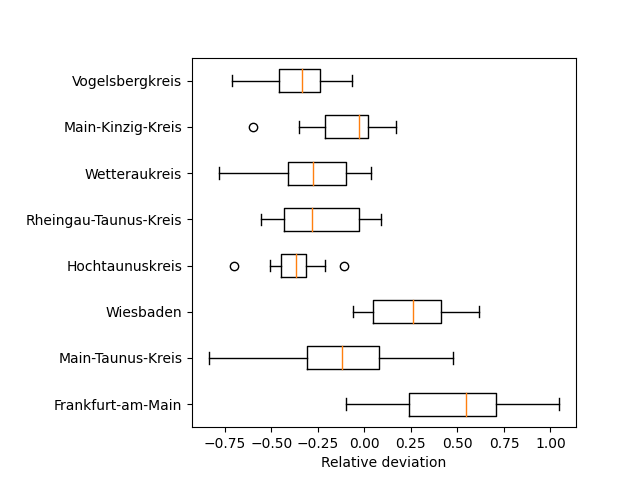 Vogelsbergkreis
Main-Kinzig-Kreis
Wetteraukreis
Rheingau-Taunus-Kreis
Hochtaunuskreis
Wiesbaden
Main-Taunus-Kreis
Frankfurt-am-Main
−0.75 −0.50 −0.25 0.00 0.25 0.50 0.75 1.00
Relative deviation